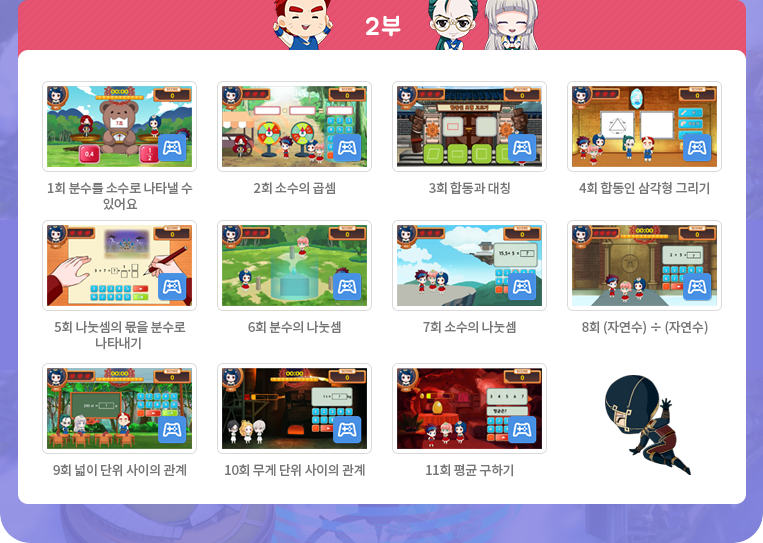 2부
1회 분수를 소수로 나타낼 수
있어요
2회 소수의 곱셈
3회 합동과 대칭
4회 합동인 삼각형 그리기
5회 나눗셈의 몫을 분수로
나타내기
6회 분수의 나눗셈
7회 소수의 나눗셈
8회 (자연수) ÷ (자연수)
9회 넓이 단위 사이의 관계
10회 무게 단위 사이의 관계
11회 평균 구하기